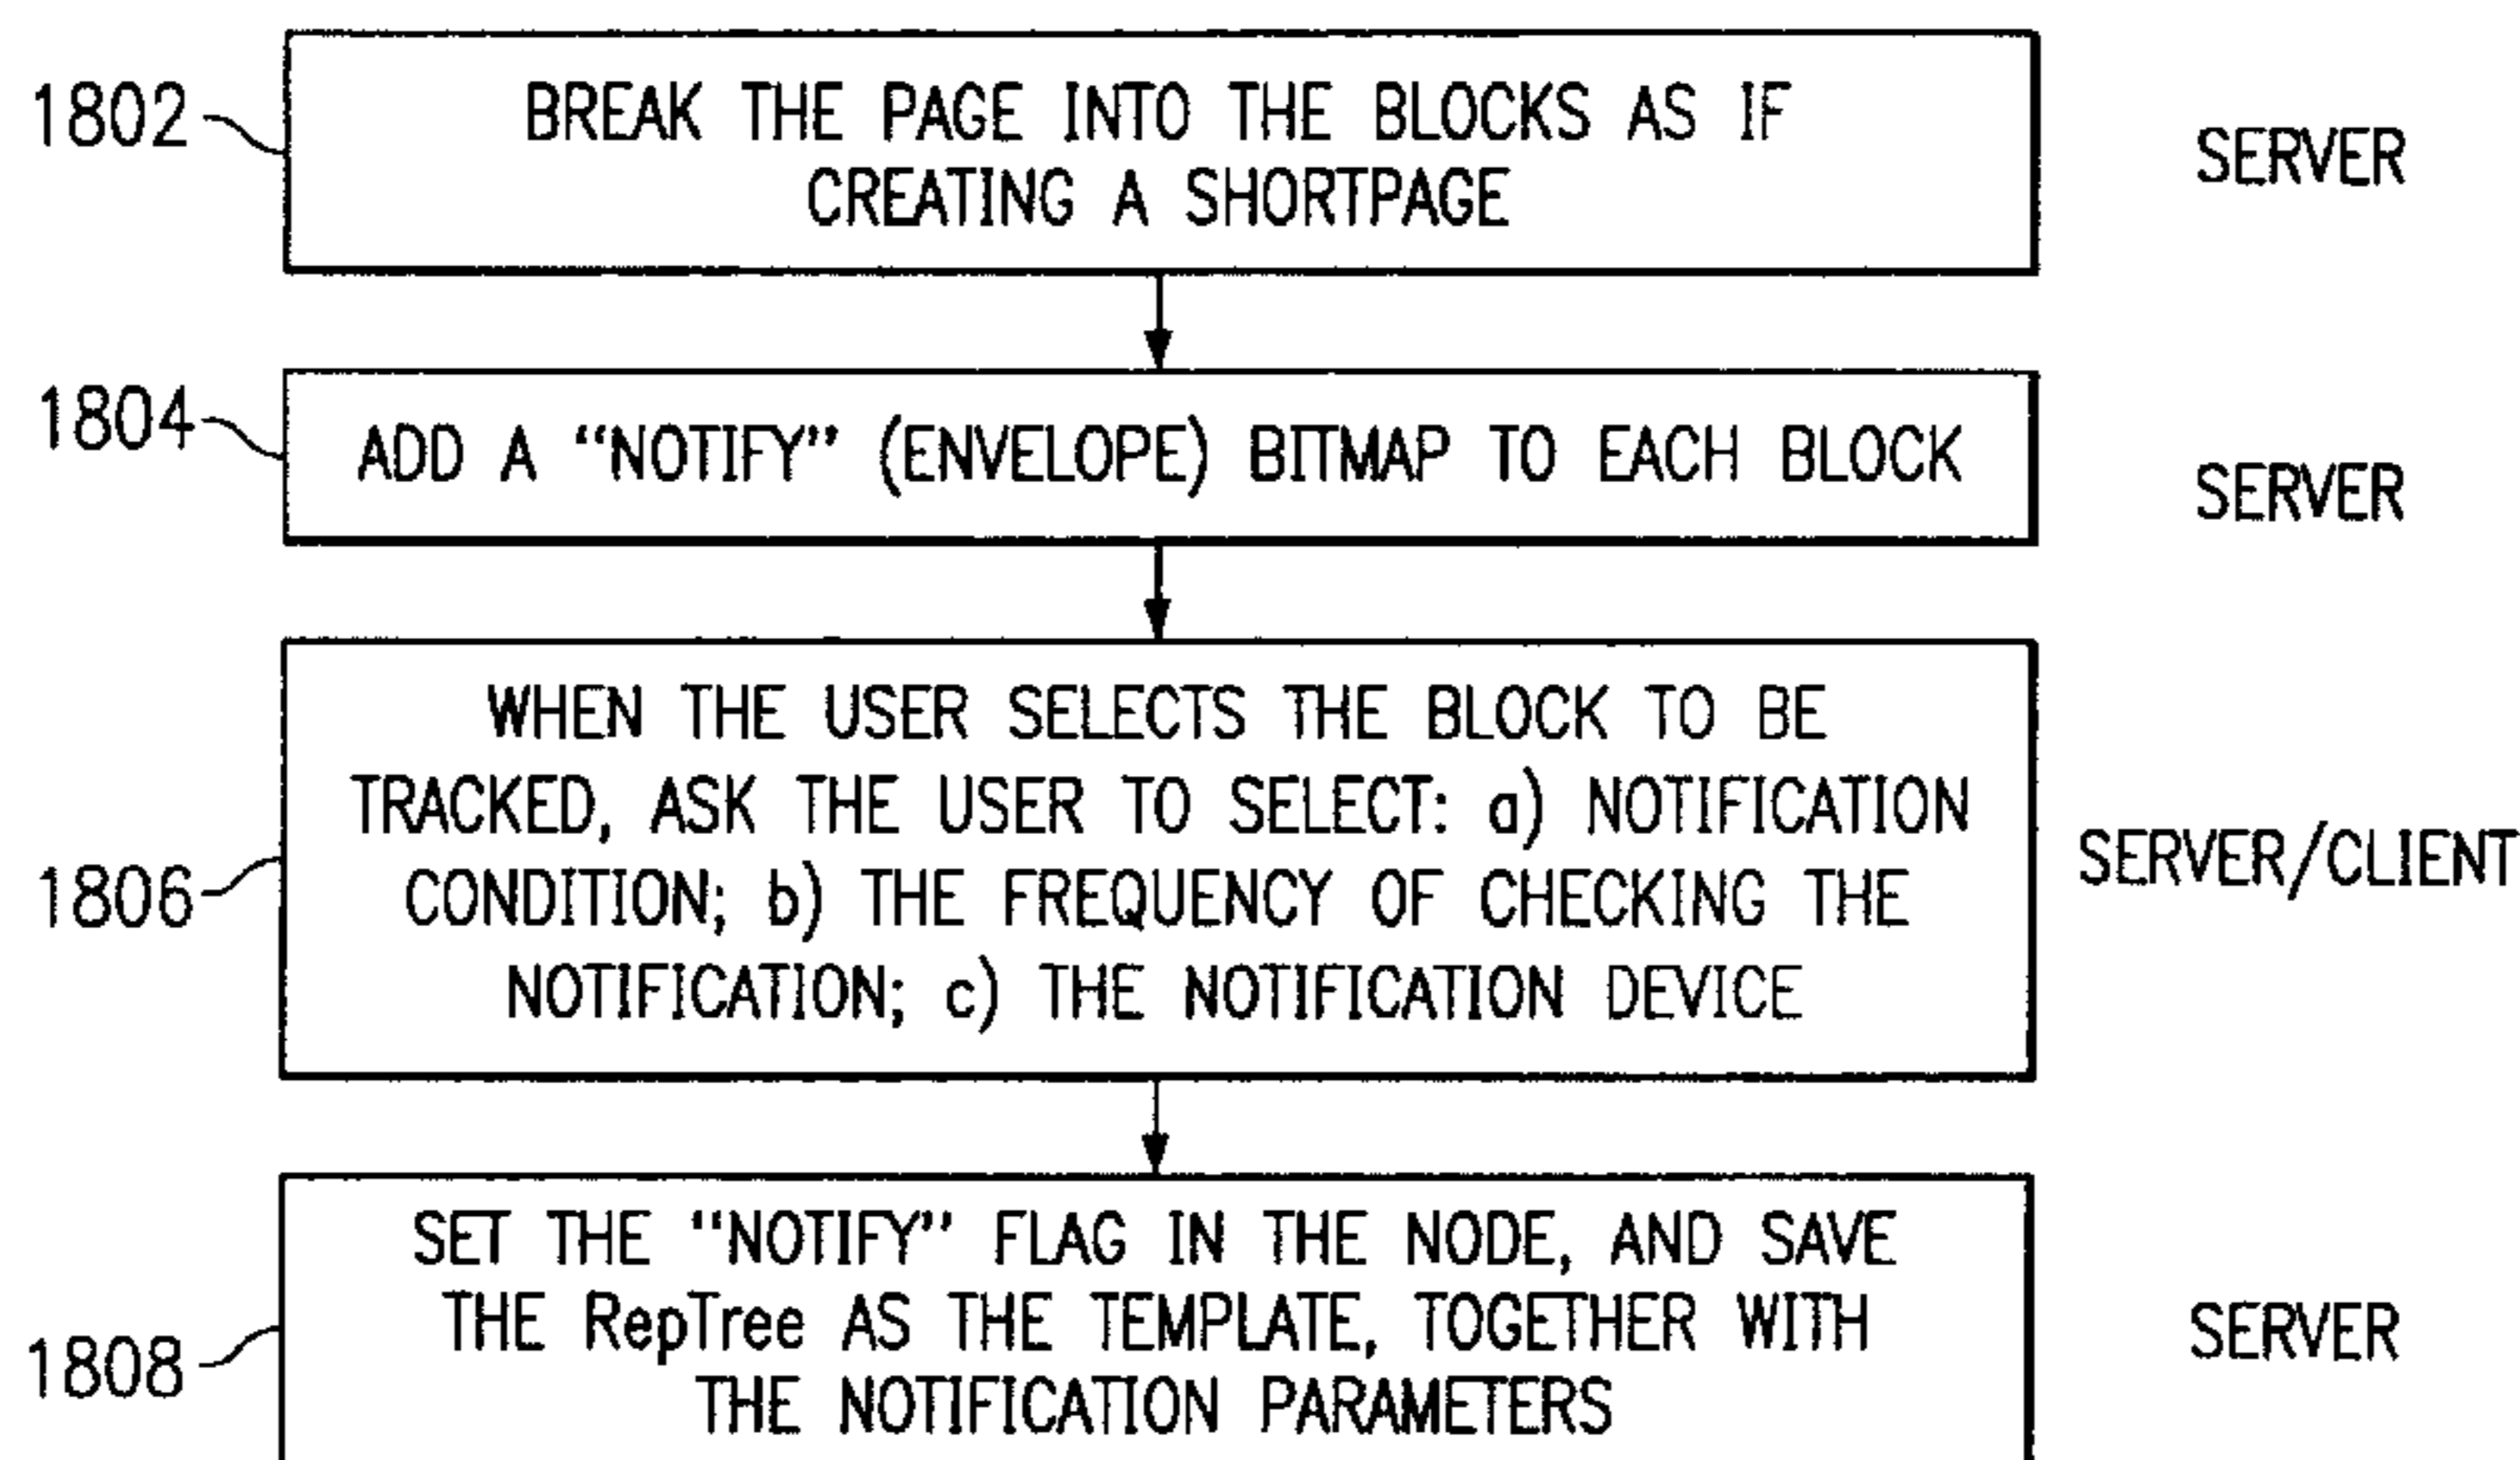 1802
BREAK THE PAGE INTO THE BLOCKS AS IF
CREATING A SHORTPAGE
SERVER
1804
ADD A “NOTIFY” (ENVELOPE) BITMAP TO EACH BLOCK
SERVER
1806
WHEN THE USER SELECTS THE BLOCK TO BE
TRACKED, ASK THE USER TO SELECT: a) NOTIFICATION
CONDITION; b) THE FREQUENCY OF CHECKING THE
NOTIFICATION; c) THE NOTIFICATION DEVICE
SERVER/CLIENT
1808
SET THE “NOTIFY” FLAG IN THE NODE, AND SAVE
THE RepTree AS THE TEMPLATE, TOGETHER WITH
THE NOTIFICATION PARAMETERS
SERVER